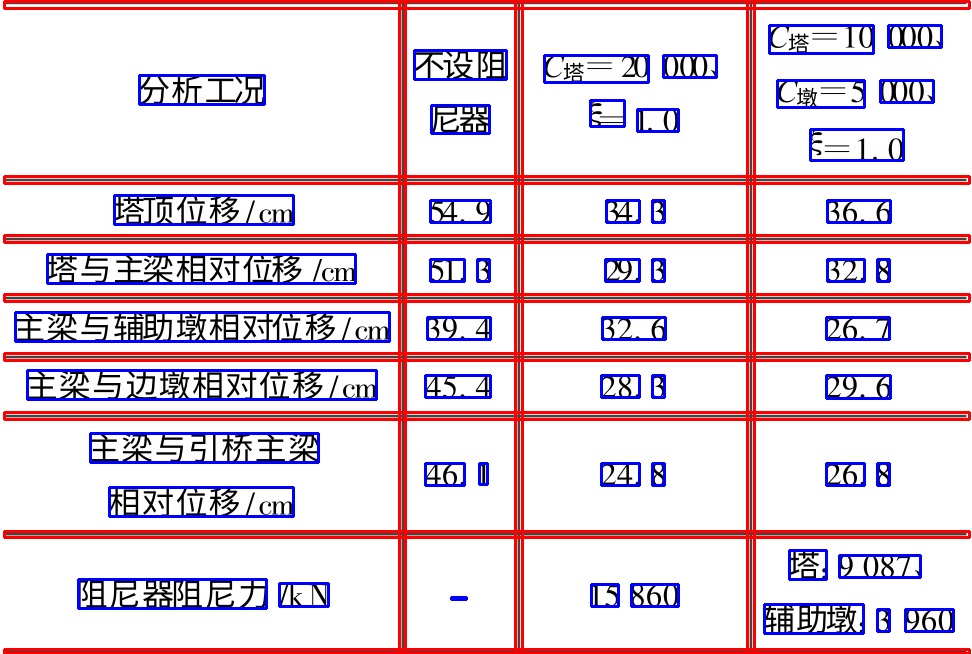 分析工况
不设阻
尼器
C塔=20 000、
ξ=1.0
C塔=10 000、
C墩=5 000、
ξ=1.0
塔顶位移/cm 54.9 34.3 36.6
塔与主梁相对位移/cm 51.3 29.3 32.8
主梁与辅助墩相对位移/cm 39.4 32.6 26.7
主梁与边墩相对位移/cm 45.4 28.3 29.6
主梁与引桥主梁
相对位移/cm
46.1 24.8 26.8
阻尼器阻尼力/kN – 15 860
塔:9 087、
辅助墩:3 960